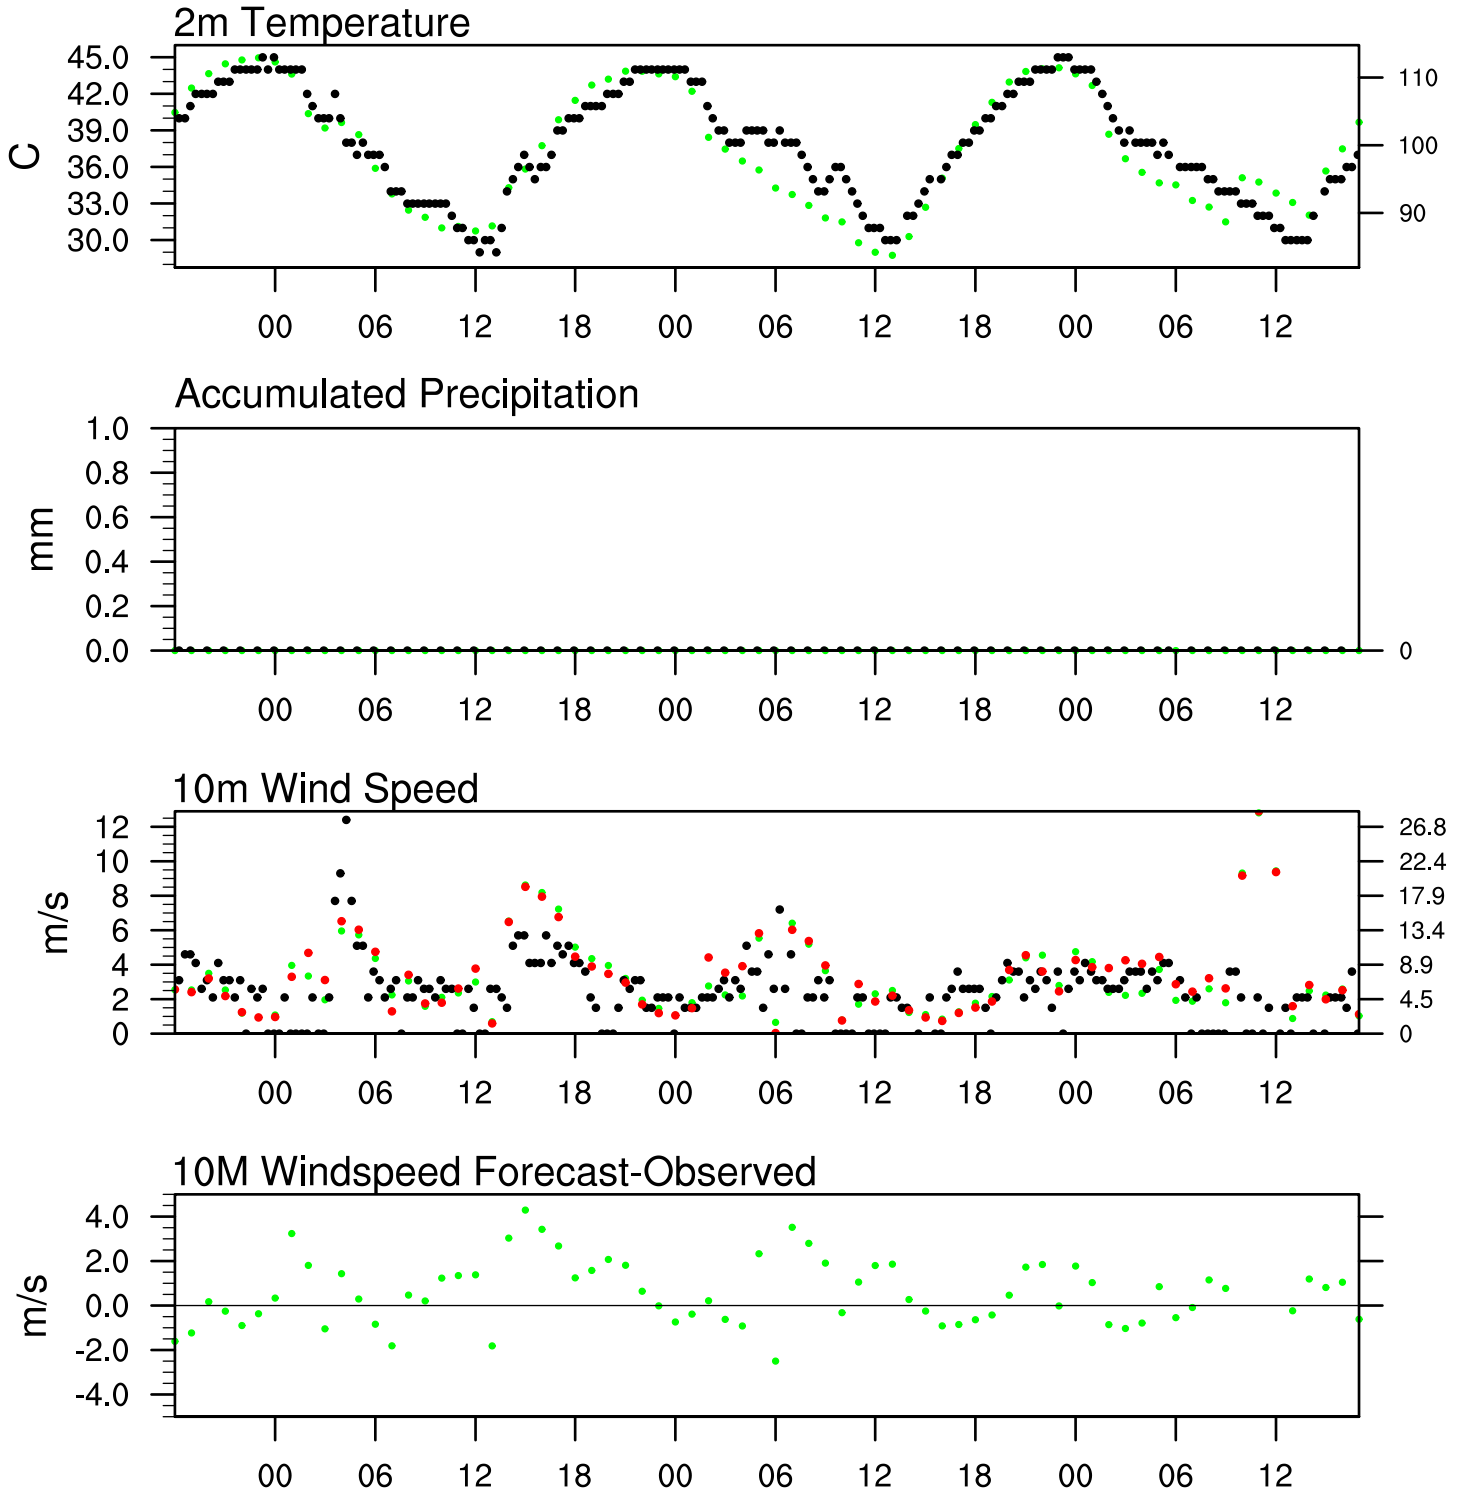 2m Temperature
45.0
42.0
39.0
36.0
33.0
30.0
C
110
100
90
00 06 12 18 00 06 12 18 00 06 12
Accumulated Precipitation
1.0
0.8
0.6
0.4
0.2
0.0
mm
0
00 06 12 18 00 06 12 18 00 06 12
10m Wind Speed
12
10
8
6
4
2
0
m/s
26.8
22.4
17.9
13.4
8.9
4.5
0
00 06 12 18 00 06 12 18 00 06 12
10M Windspeed Forecast-Observed
4.0
2.0
0.0
-2.0
-4.0
m/s
00 06 12 18 00 06 12 18 00 06 12